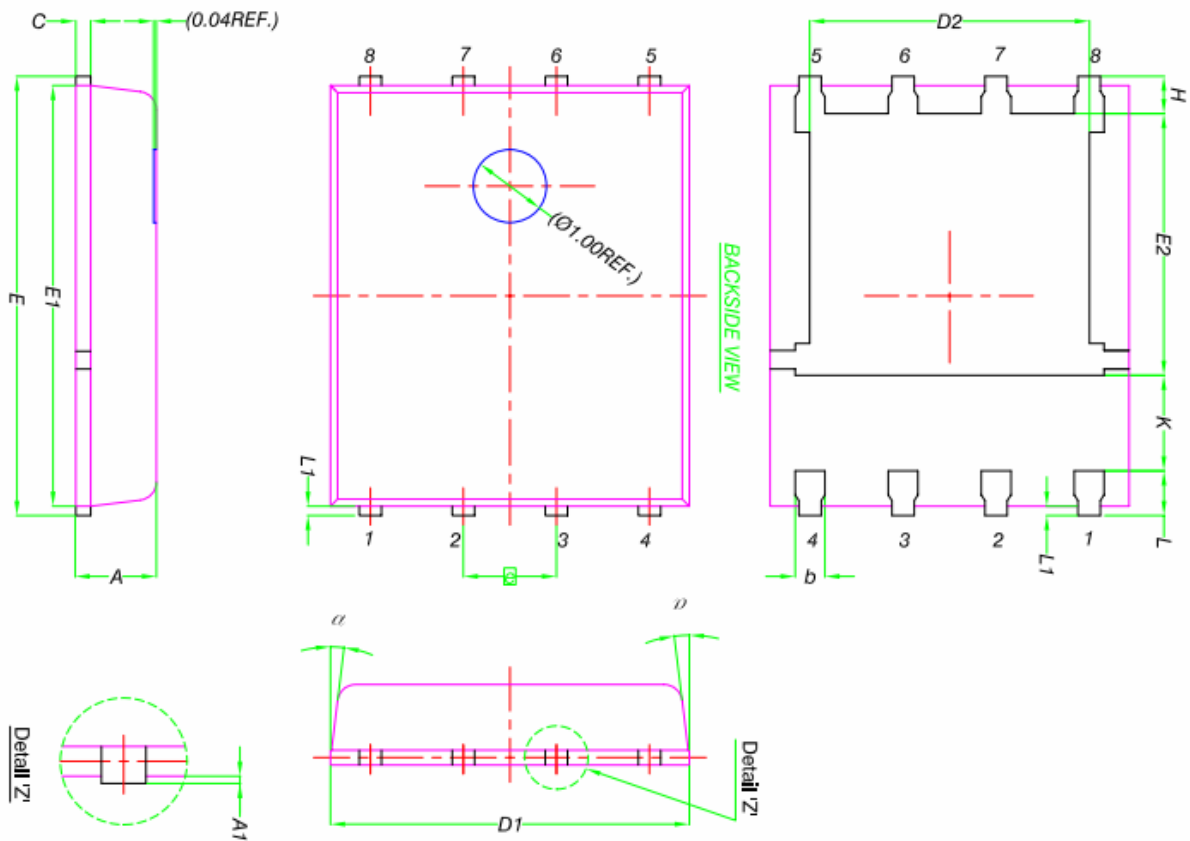 C
(0.04REF.)
D2
8 7 6 5
5 6 7 8
H
E
E1
(Ø1.00REF.)
BACKSIDE VIEW
E2
K
L1
1 2 3 4
4 3 2 1
L
L1
A
e
b
α
Detail 'Z'
Detail 'Z'
A1
D1